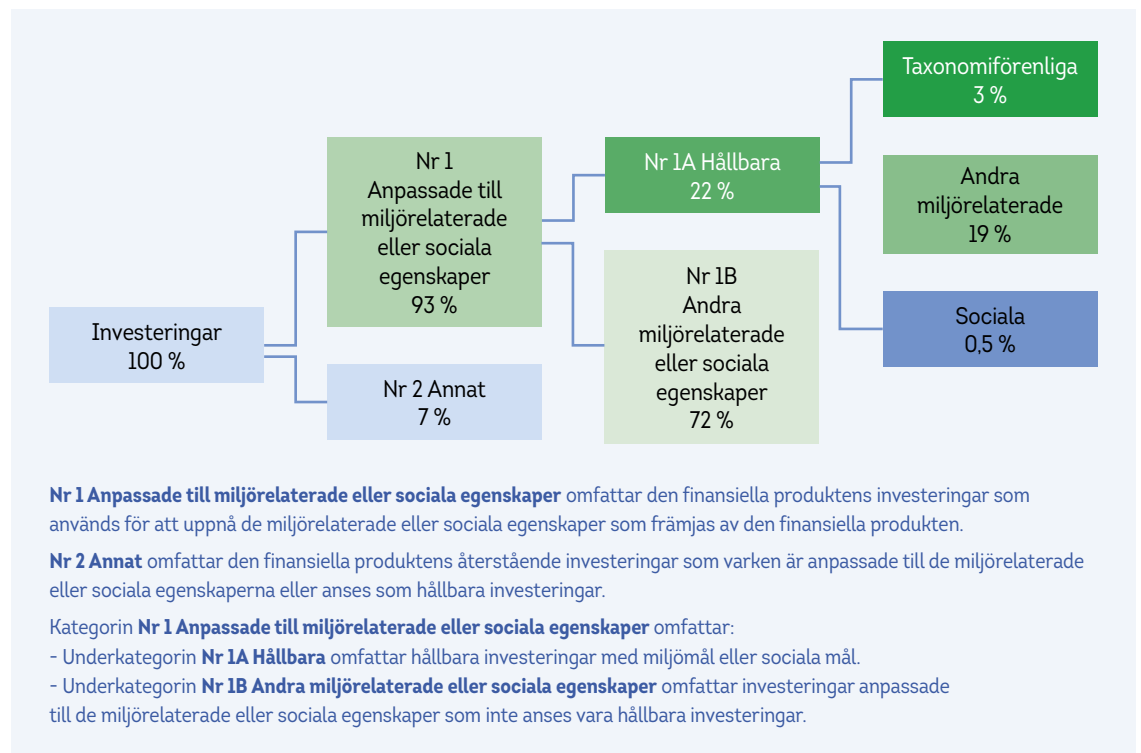 Taxonomiförenliga
3 %
Nr 1
Anpassade till
miljörelaterade
eller sociala
egenskaper
93 %
Nr 1A Hållbara
22 %
Andra
miljörelaterade
19 %
Nr 1B
Andra
miljörelaterade
eller sociala
egenskaper
72 %
Investeringar
100 %
Sociala
0,5 %
Nr 2 Annat
7 %
Nr 1 Anpassade till miljörelaterade eller sociala egenskaper omfattar den finansiella produktens investeringar som
används för att uppnå de miljörelaterade eller sociala egenskaper som främjas av den finansiella produkten.
Nr 2 Annat omfattar den finansiella produktens återstående investeringar som varken är anpassade till de miljörelaterade
eller sociala egenskaperna eller anses som hållbara investeringar.
Kategorin Nr 1 Anpassade till miljörelaterade eller sociala egenskaper omfattar:
- Underkategorin Nr 1A Hållbara omfattar hållbara investeringar med miljömål eller sociala mål.
- Underkategorin Nr 1B Andra miljörelaterade eller sociala egenskaper omfattar investeringar anpassade
till de miljörelaterade eller sociala egenskaper som inte anses vara hållbara investeringar.